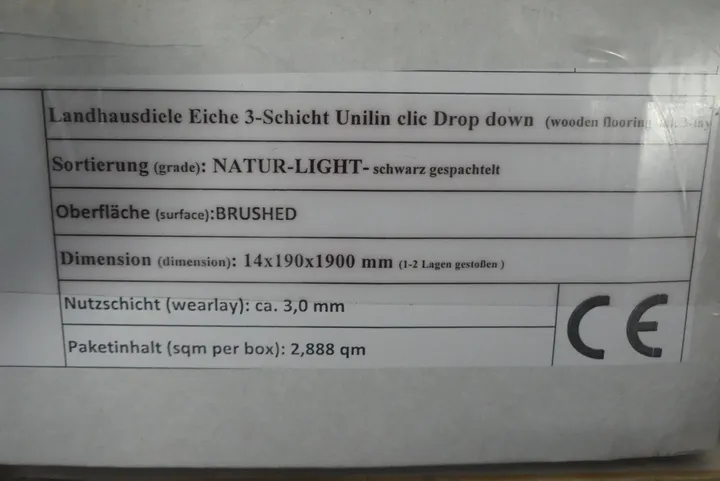 Landhausdiele Eiche 3-Schicht Unilin clic Drop down (wooden flooring
Sortierung (grade): NATUR-LIGHT- schwarz gespachtelt
Oberfläche (surface):BRUSHED
Dimension (dimension): 14x190x1900 mm (1-2 Lagen gestoßen )
Nutzschicht (wearlay): ca. 3,0 mm
Paketinhalt (sqm per box): 2,888 qm
CE